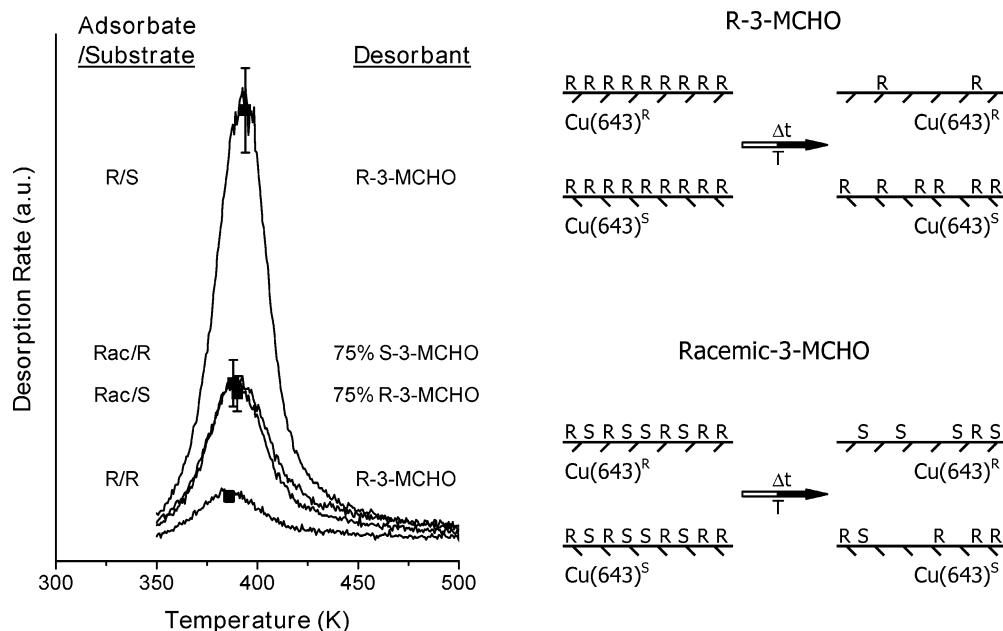 Adsorbate
/Substrate
Desorbant
R/S
R-3-MCHO
Rac/R
75% S-3-MCHO
Rac/S
75% R-3-MCHO
R/R
R-3-MCHO
Desorption Rate (a.u.)
300 350 400 450 500
Temperature (K)
R-3-MCHO
R R R R R R R R R
R R
Cu(643)R
Δt
T
Cu(643)R
R R R R R R R R R
R R R R R R
Cu(643)S
Cu(643)S
Racemic-3-MCHO
R S R S S R S R R
S S S R S
Cu(643)R
Δt
T
Cu(643)R
R S R S S R S R R
R S R R R
Cu(643)S
Cu(643)S